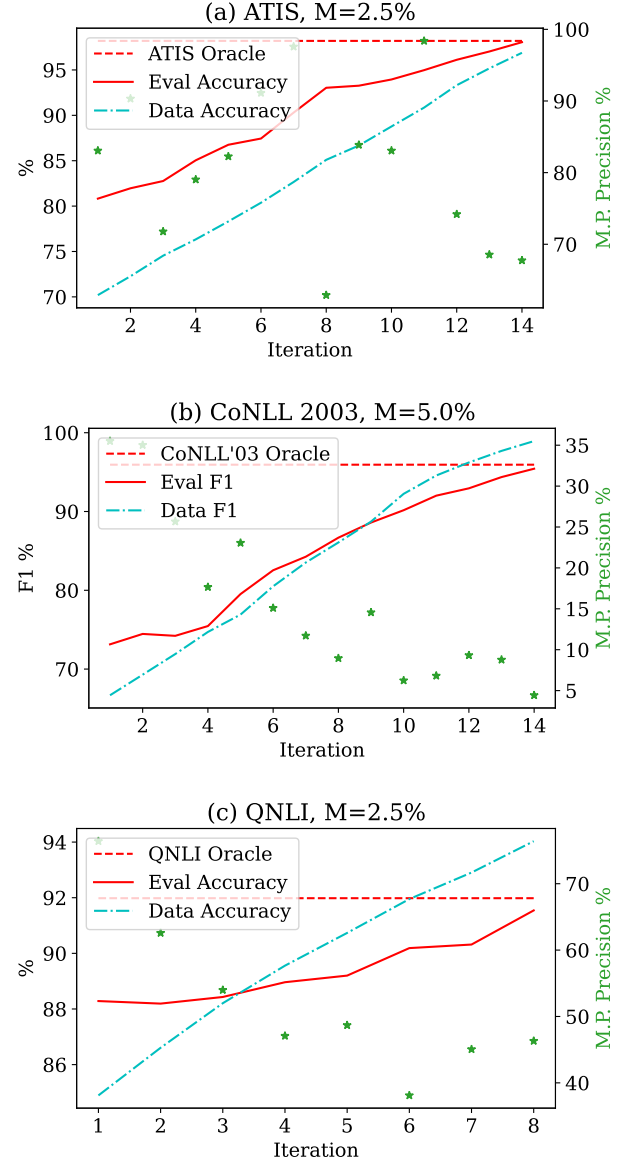 (a) ATIS, M=2.5%
ATIS Oracle
Eval Accuracy
Data Accuracy
95
90
85
80
75
70
%
100
90
80
70
M.P. Precision %
2 4 6 8 10 12 14
Iteration
(b) CoNLL 2003, M=5.0%
CoNLL'03 Oracle
Eval F1
Data F1
100
90
80
70
F1 %
35
30
25
20
15
10
5
M.P. Precision %
2 4 6 8 10 12 14
Iteration
(c) QNLI, M=2.5%
QNLI Oracle
Eval Accuracy
Data Accuracy
94
92
90
88
86
%
70
60
50
40
M.P. Precision %
1 2 3 4 5 6 7 8
Iteration